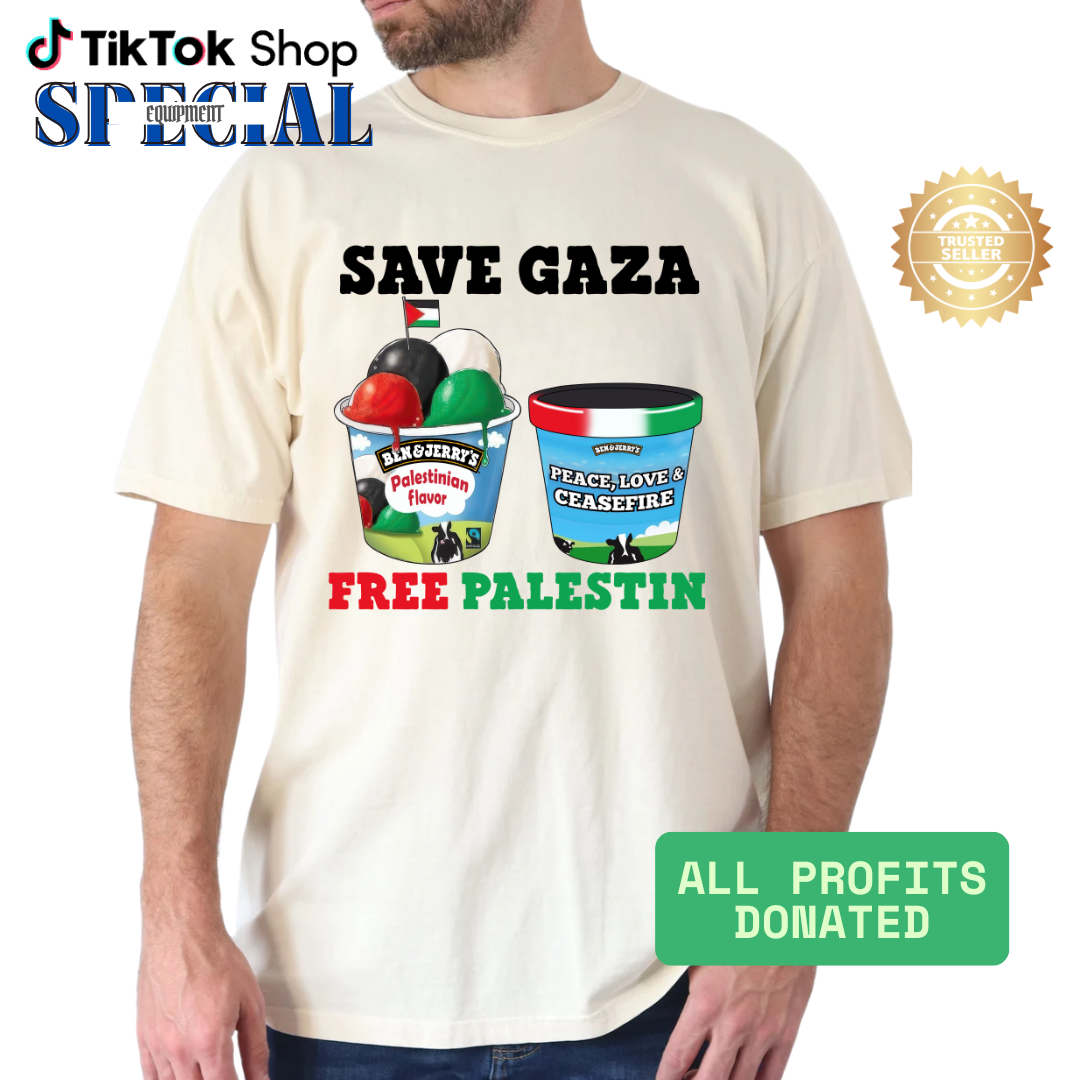 TikTok Shop
SPECIAL
EQUIPMENT
TRUSTED
SELLER
SAVE GAZA
BEN & JERRY'S
Palestinian
flavor
BEN & JERRY'S
PEACE, LOVE &
CEASEFIRE
FREE PALESTIN
ALL PROFITS
DONATED